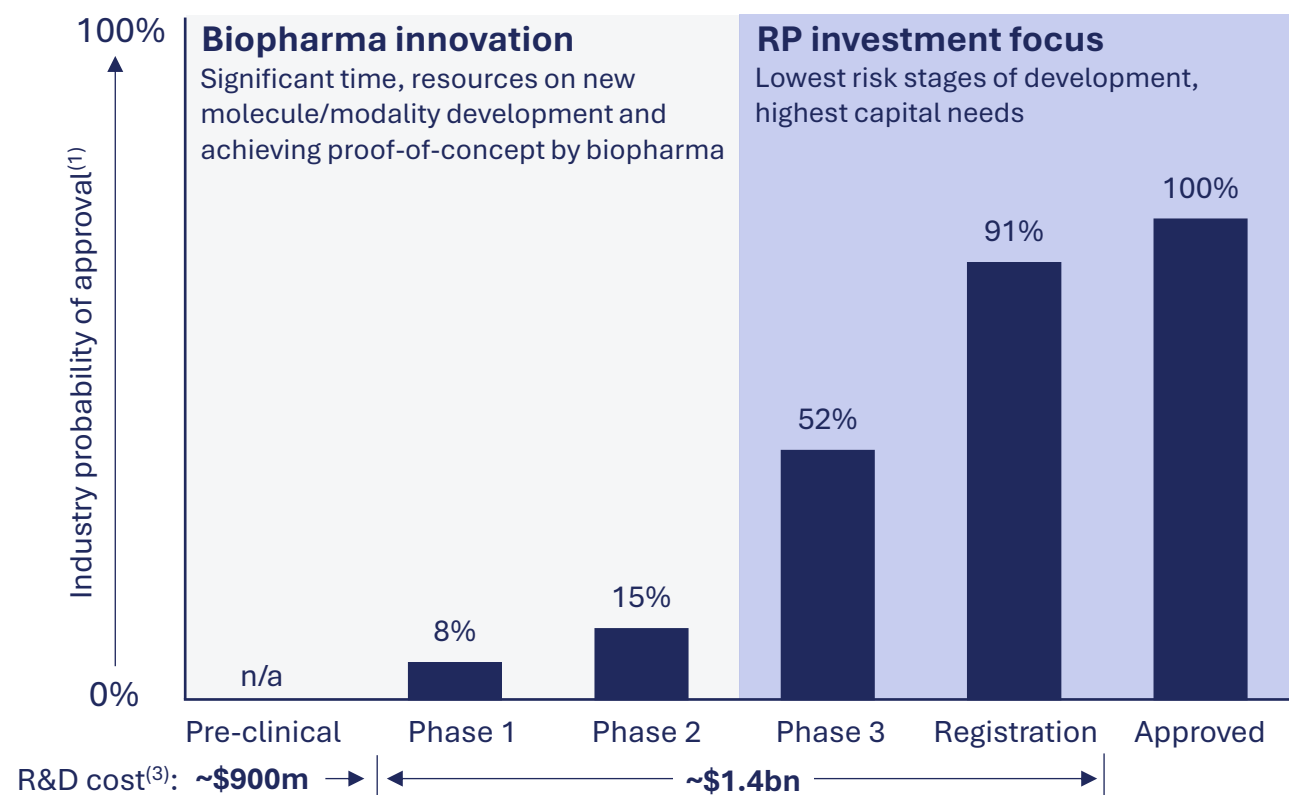 100%
Biopharma innovation
Significant time, resources on new
molecule/modality development and
achieving proof-of-concept by biopharma
RP investment focus
Lowest risk stages of development,
highest capital needs
Industry probability of approval(1)
n/a
8%
15%
52%
91%
100%
0%
Pre-clinical
Phase 1
Phase 2
Phase 3
Registration
Approved
R&D cost(3): ~$900m
~$1.4bn